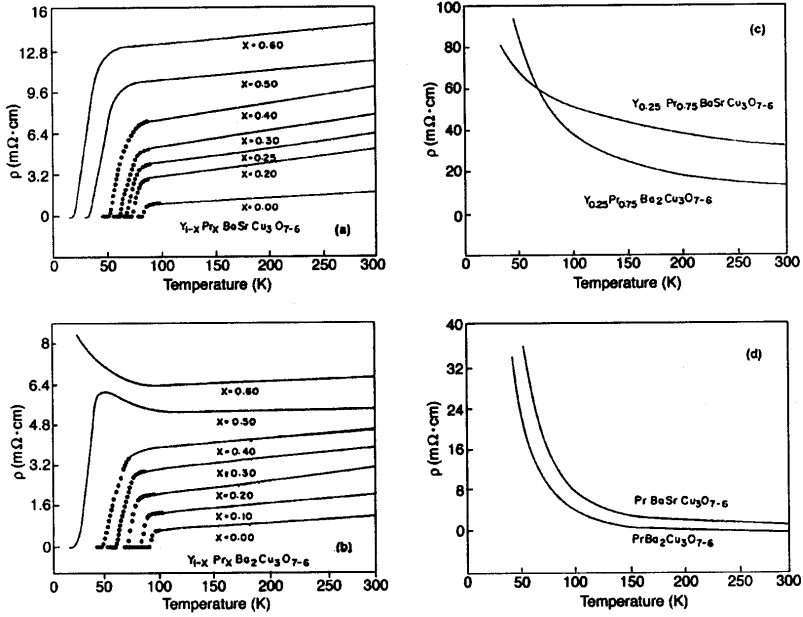 16
12.8
9.6
6.4
3.2
0
ρ (mΩ·cm)
X=0.60
X=0.50
X=0.40
X=0.30
X=0.25
X=0.20
X=0.00
Y1-X PrX BaSr Cu3 O7-δ
(a)
0 50 100 150 200 250 300
Temperature (K)
(c)
100
80
60
40
20
0
ρ (mΩ·cm)
Y0.25 Pr0.75 BaSr Cu3O7-δ
Y0.25Pr0.75 Ba2Cu3O7-δ
0 50 100 150 200 250 300
Temperature (K)
8
6.4
4.8
3.2
1.6
0
ρ (mΩ·cm)
X=0.60
X=0.50
X=0.40
X=0.30
X=0.20
X=0.10
X=0.00
(b)
Y1-X PrX Ba2 Cu3O7-δ
0 50 100 150 200 250 300
Temperature (K)
(d)
40
32
24
16
8
0
ρ (mΩ·cm)
Pr BaSr Cu3O7-δ
PrBa2Cu3O7-δ
0 50 100 150 200 250 300
Temperature (K)